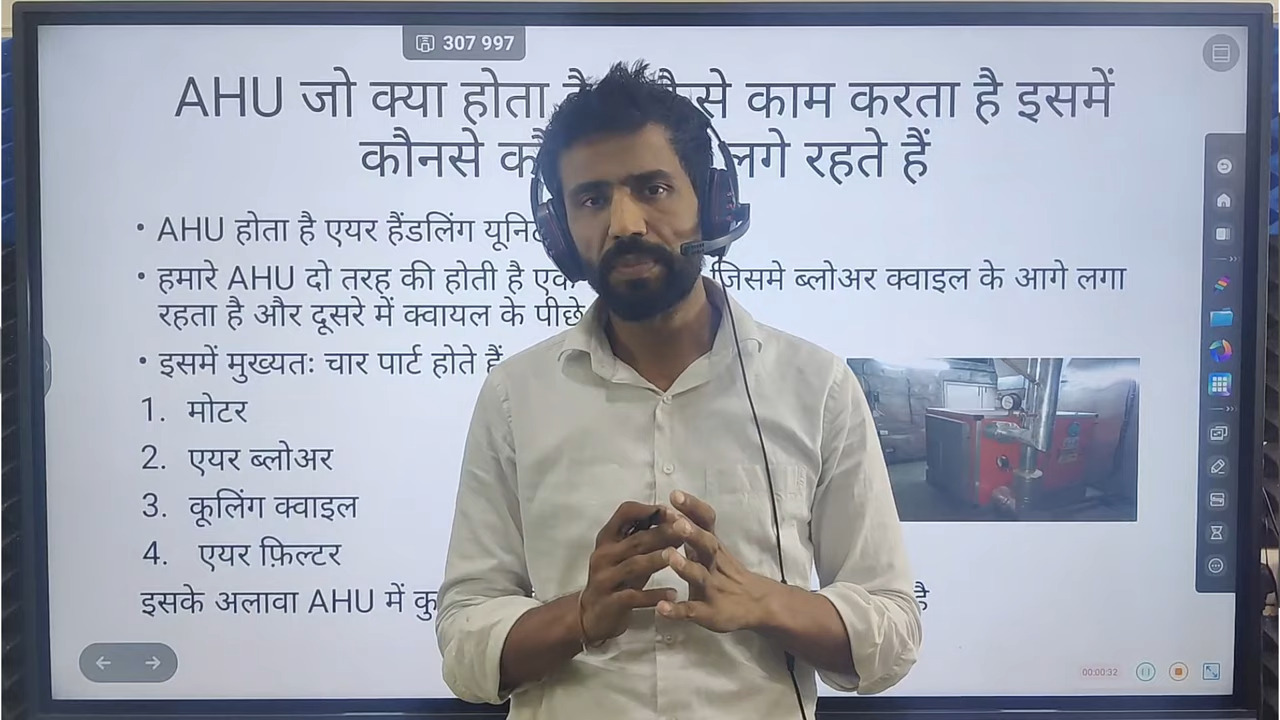 307 997
AHU जो क्या होता से काम करता है इसमें
कौनसे लगे रहते हैं
• AHU होता है एयर हैंडलिंग
• हमारे AHU दो तरह की होती है जिसमे ब्लोअर क्वाइल के आगे लगा
रहता है और दूसरे में क्वायल के पीछे
• इसमें मुख्यतः चार पार्ट होते हैं
1. मोटर
2. एयर ब्लोअर
3. कूलिंग क्वाइल
4. एयर फ़िल्टर
इसके अलावा AHU में है
00:00:32